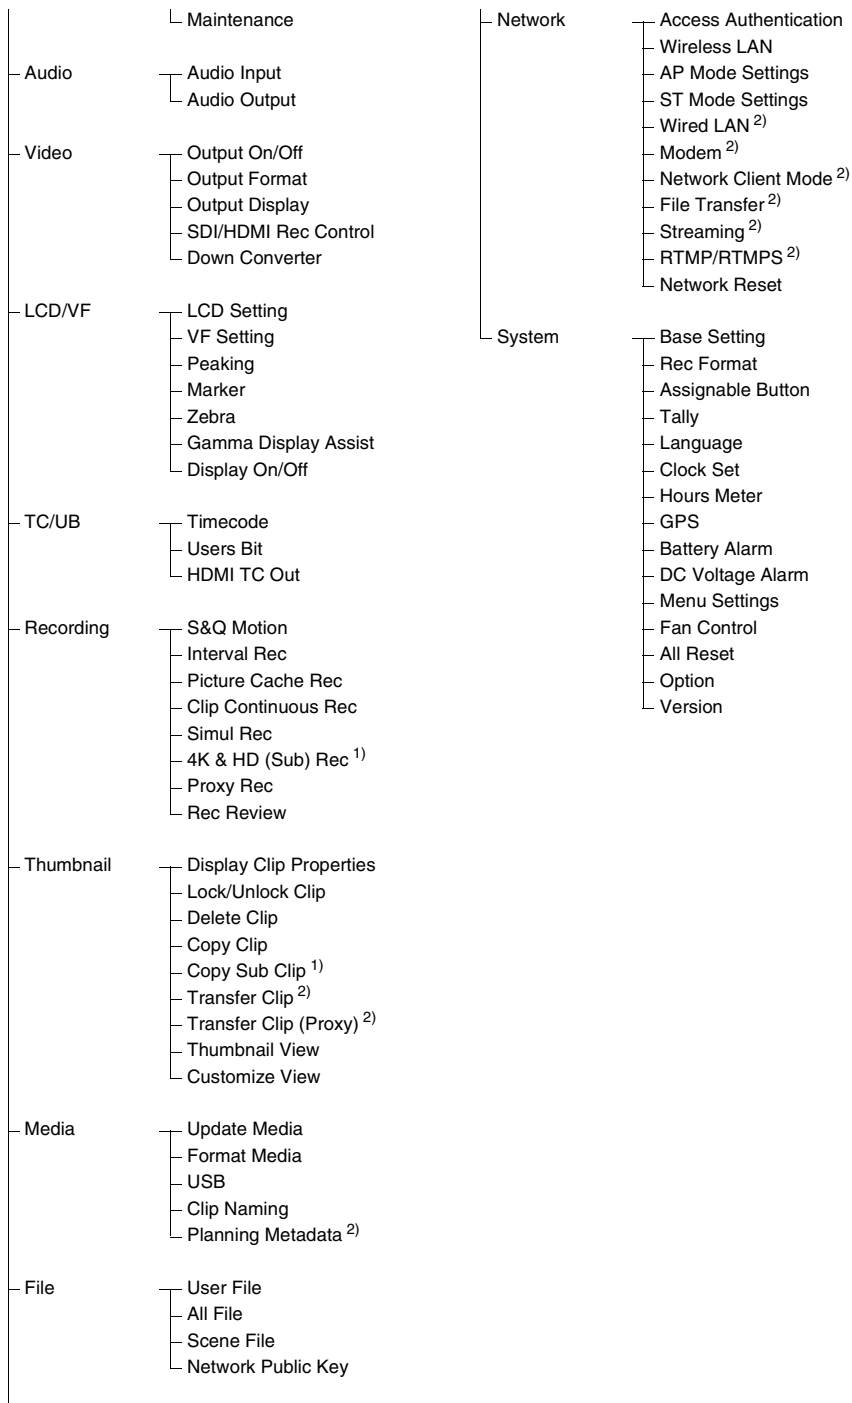 Maintenance
Audio
Audio Input
Audio Output
Video
Output On/Off
Output Format
Output Display
SDI/HDMI Rec Control
Down Converter
LCD/VF
LCD Setting
VF Setting
Peaking
Marker
Zebra
Gamma Display Assist
Display On/Off
TC/UB
Timecode
Users Bit
HDMI TC Out
Recording
S&Q Motion
Interval Rec
Picture Cache Rec
Clip Continuous Rec
Simul Rec
4K & HD (Sub) Rec 1)
Proxy Rec
Rec Review
Thumbnail
Display Clip Properties
Lock/Unlock Clip
Delete Clip
Copy Clip
Copy Sub Clip 1)
Transfer Clip 2)
Transfer Clip (Proxy) 2)
Thumbnail View
Customize View
Media
Update Media
Format Media
USB
Clip Naming
Planning Metadata 2)
File
User File
All File
Scene File
Network Public Key
Network
Access Authentication
Wireless LAN
AP Mode Settings
ST Mode Settings
Wired LAN 2)
Modem 2)
Network Client Mode 2)
File Transfer 2)
Streaming 2)
RTMP/RTMPS 2)
Network Reset
System
Base Setting
Rec Format
Assignable Button
Tally
Language
Clock Set
Hours Meter
GPS
Battery Alarm
DC Voltage Alarm
Menu Settings
Fan Control
All Reset
Option
Version